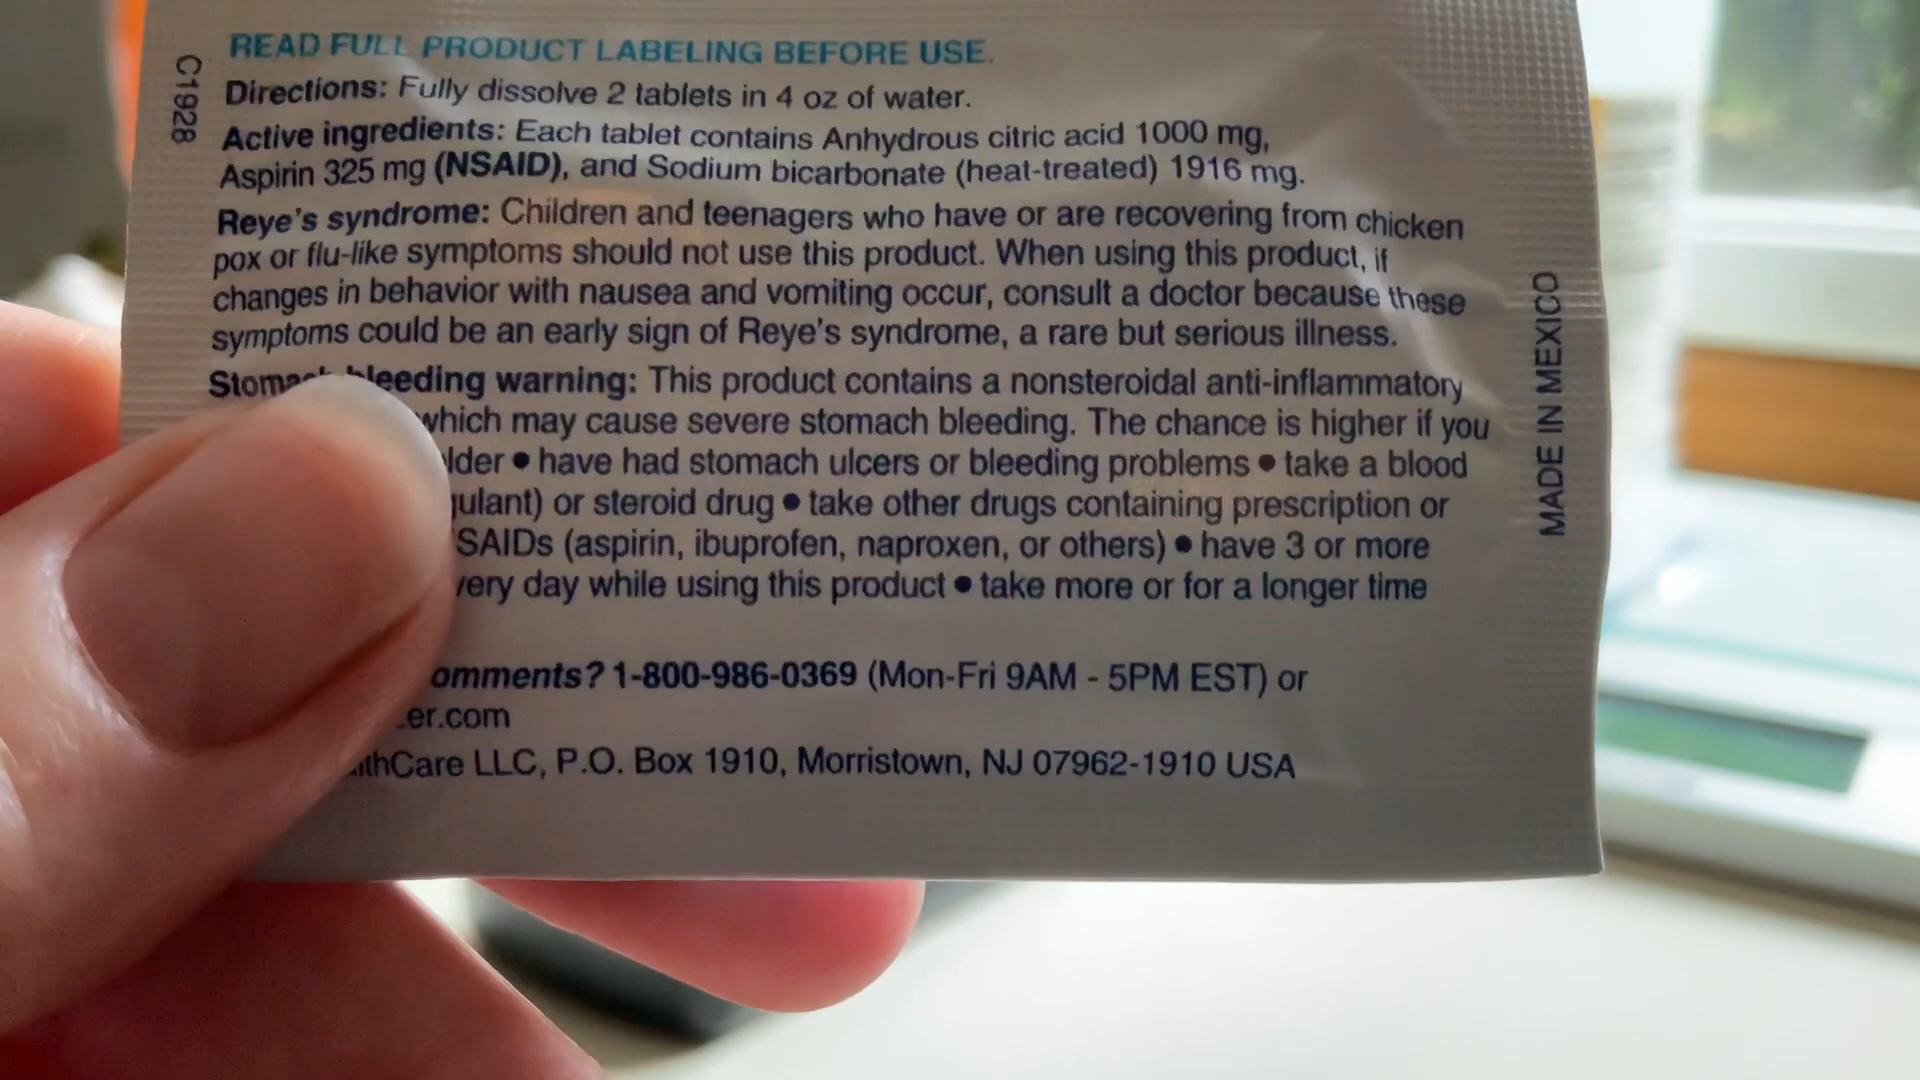 READ FULL PRODUCT LABELING BEFORE USE.
C1928
Directions: Fully dissolve 2 tablets in 4 oz of water.
Active ingredients: Each tablet contains Anhydrous citric acid 1000 mg,
Aspirin 325 mg (NSAID), and Sodium bicarbonate (heat-treated) 1916 mg.
Reye's syndrome: Children and teenagers who have or are recovering from chicken
pox or flu-like symptoms should not use this product. When using this product, if
changes in behavior with nausea and vomiting occur, consult a doctor because these
symptoms could be an early sign of Reye's syndrome, a rare but serious illness.
Stomach bleeding warning: This product contains a nonsteroidal anti-inflammatory
which may cause severe stomach bleeding. The chance is higher if you
• have had stomach ulcers or bleeding problems • take a blood
or steroid drug • take other drugs containing prescription or
(aspirin, ibuprofen, naproxen, or others) • have 3 or more
day while using this product • take more or for a longer time
1-800-986-0369 (Mon-Fri 9AM - 5PM EST) or
LLC, P.O. Box 1910, Morristown, NJ 07962-1910 USA
MADE IN MEXICO